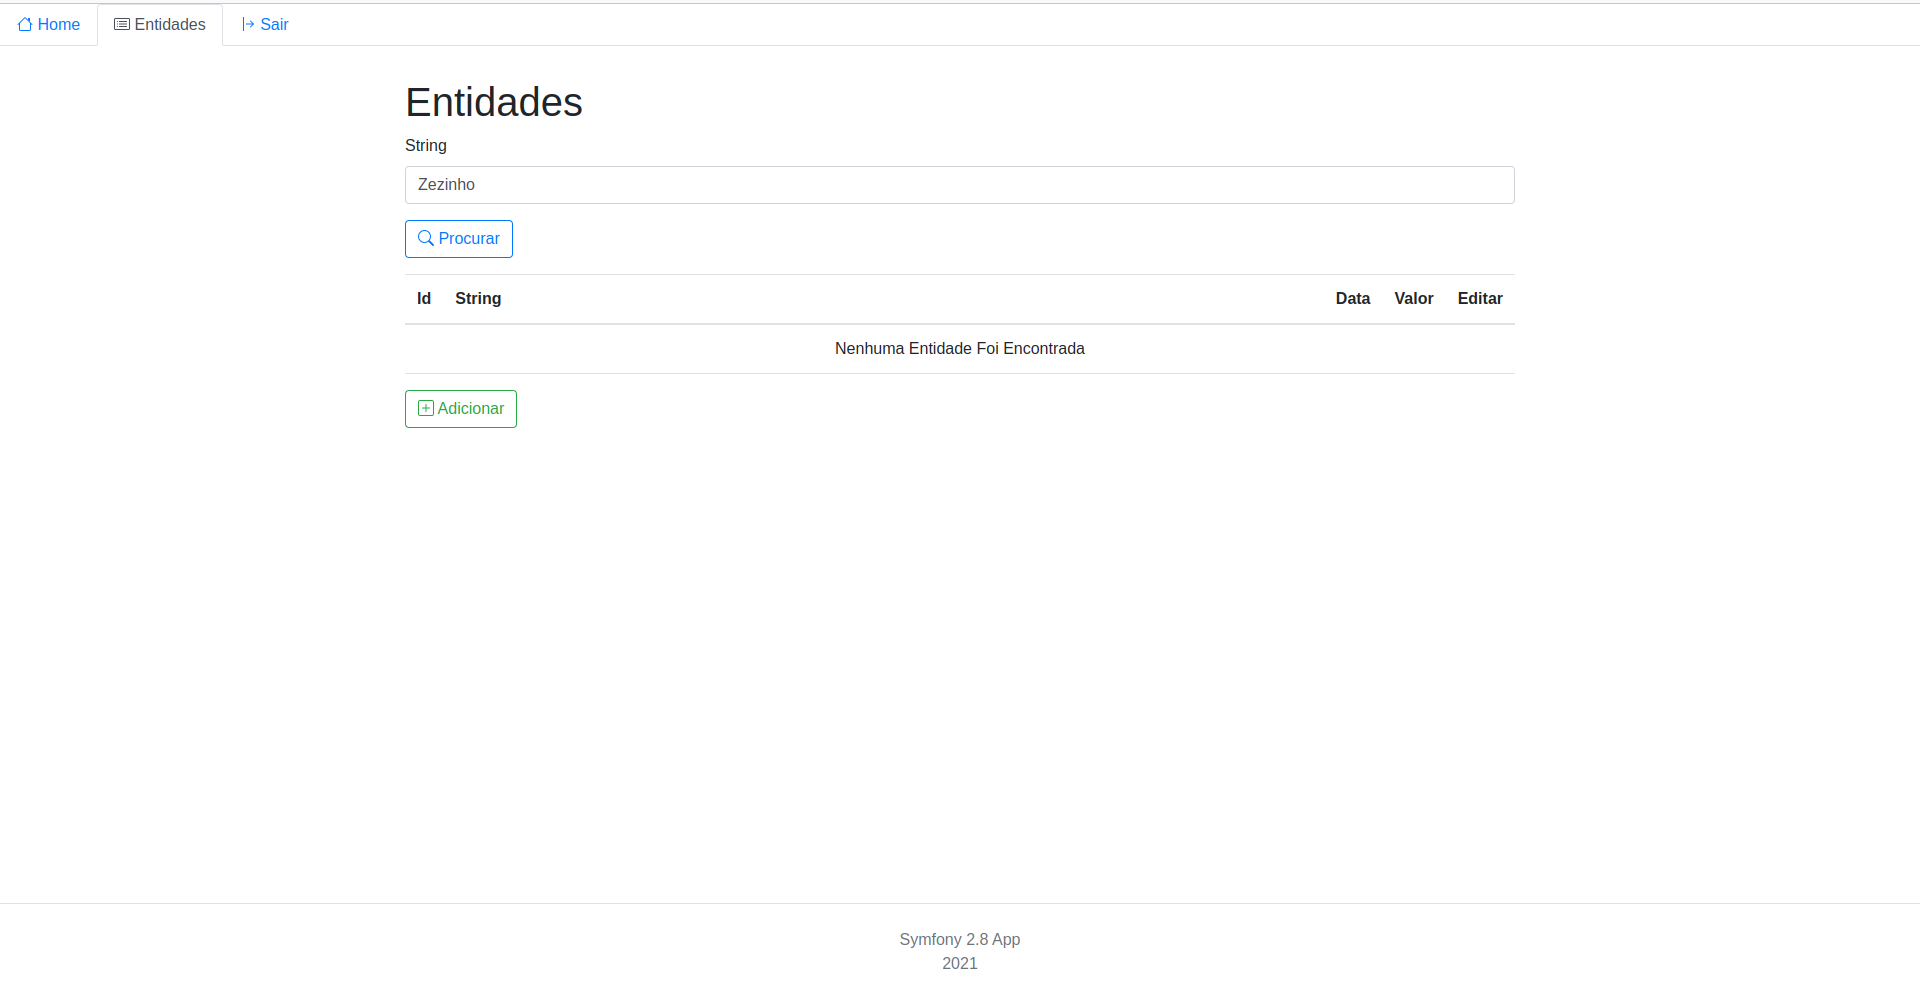 Home Entidades Sair
Entidades
String
Zezinho
Procurar
Id String Data Valor Editar
Nenhuma Entidade Foi Encontrada
Adicionar
Symfony 2.8 App
2021